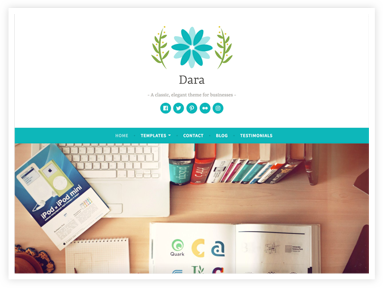 Dara
- A classic, elegant theme for businesses -
HOME TEMPLATES CONTACT BLOG TESTIMONIALS
iPod • iPod mini
Quark